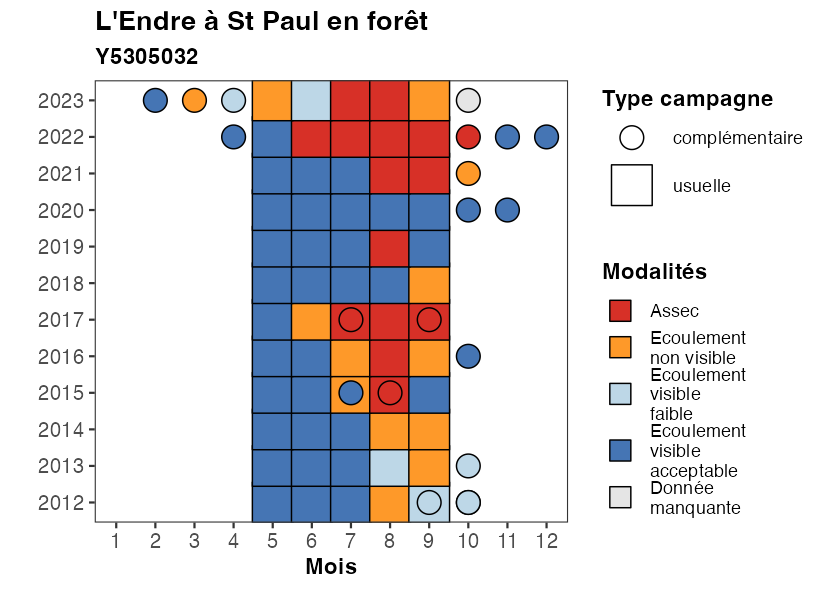 L'Endre à St Paul en forêt
Y5305032
2023
2022
2021
2020
2019
2018
2017
2016
2015
2014
2013
2012
1 2 3 4 5 6 7 8 9 10 11 12
Mois
Type campagne
complémentaire
usuelle
Modalités
Assec
Ecoulement
non visible
Ecoulement
visible
faible
Ecoulement
visible
acceptable
Donnée
manquante